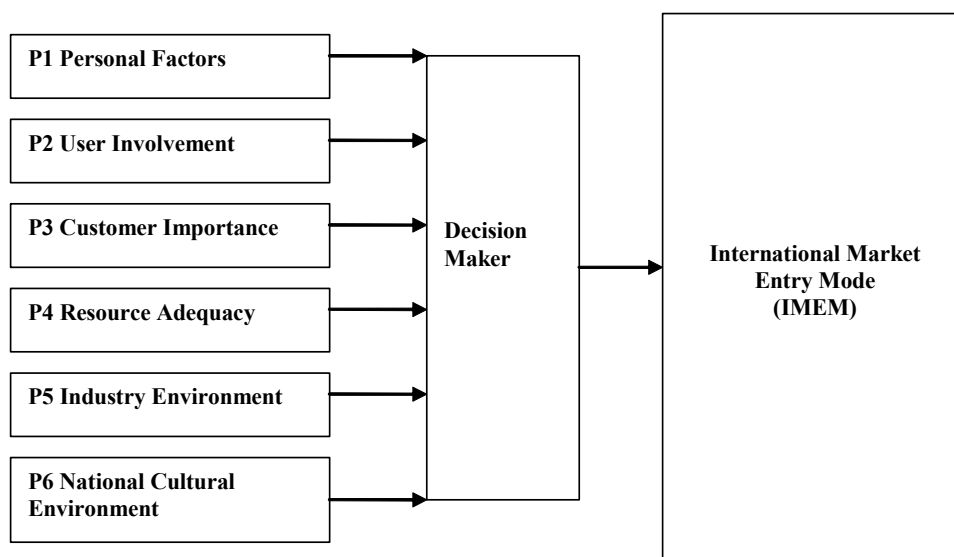 P1 Personal Factors
P2 User Involvement
P3 Customer Importance
P4 Resource Adequacy
P5 Industry Environment
P6 National Cultural
Environment
Decision
Maker
International Market
Entry Mode
(IMEM)